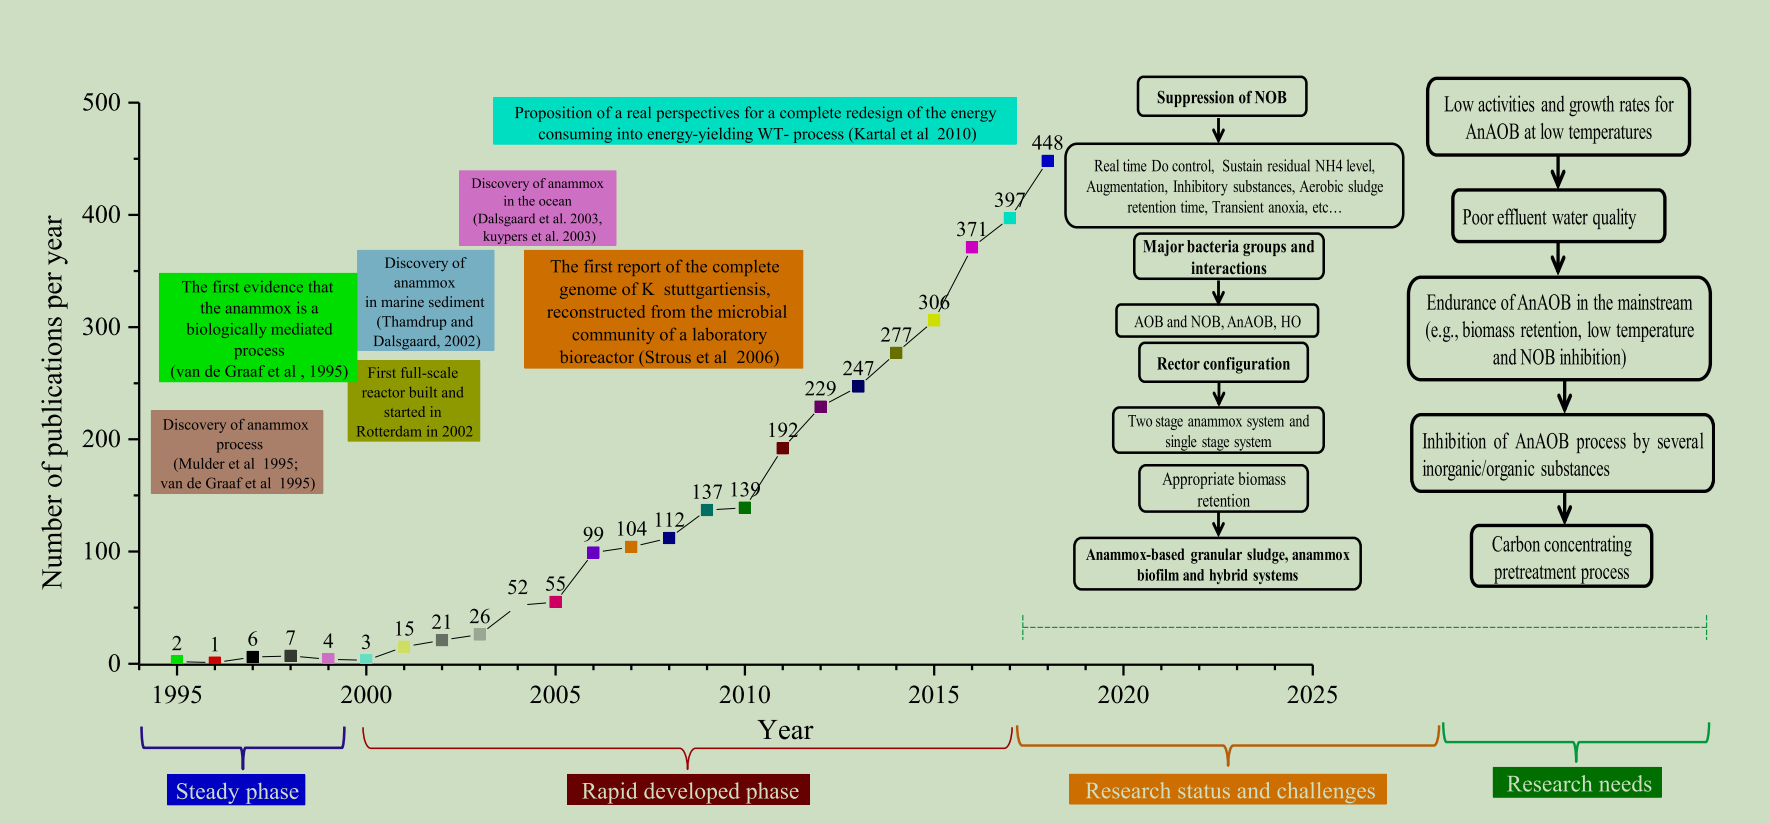 Number of publications per year
500
400
300
200
100
0
Proposition of a real perspectives for a complete redesign of the energy
consuming into energy-yielding WT- process (Kartal et al 2010)
Discovery of anammox
in the ocean
(Dalsgaard et al. 2003,
kuypers et al. 2003)
The first evidence that
the anammox is a
biologically mediated
process
(van de Graaf et al , 1995)
Discovery of
anammox
in marine sediment
(Thamdrup and
Dalsgaard, 2002)
The first report of the complete
genome of K stuttgartiensis,
reconstructed from the microbial
community of a laboratory
bioreactor (Strous et al 2006)
First full-scale
reactor built and
started in
Rotterdam in 2002
Discovery of anammox
process
(Mulder et al 1995;
van de Graaf et al 1995)
2
1
6
7
4
3
15
21
26
52
55
99
104
112
137
139
192
229
247
277
306
371
397
448
Suppression of NOB
Real time Do control, Sustain residual NH4 level,
Augmentation, Inhibitory substances, Aerobic sludge
retention time, Transient anoxia, etc…
Major bacteria groups and
interactions
AOB and NOB, AnAOB, HO
Rector configuration
Two stage anammox system and
single stage system
Appropriate biomass
retention
Anammox-based granular sludge, anammox
biofilm and hybrid systems
Low activities and growth rates for
AnAOB at low temperatures
Poor effluent water quality
Endurance of AnAOB in the mainstream
(e.g., biomass retention, low temperature
and NOB inhibition)
Inhibition of AnAOB process by several
inorganic/organic substances
Carbon concentrating
pretreatment process
1995
2000
2005
2010
2015
2020
2025
Year
Steady phase
Rapid developed phase
Research status and challenges
Research needs